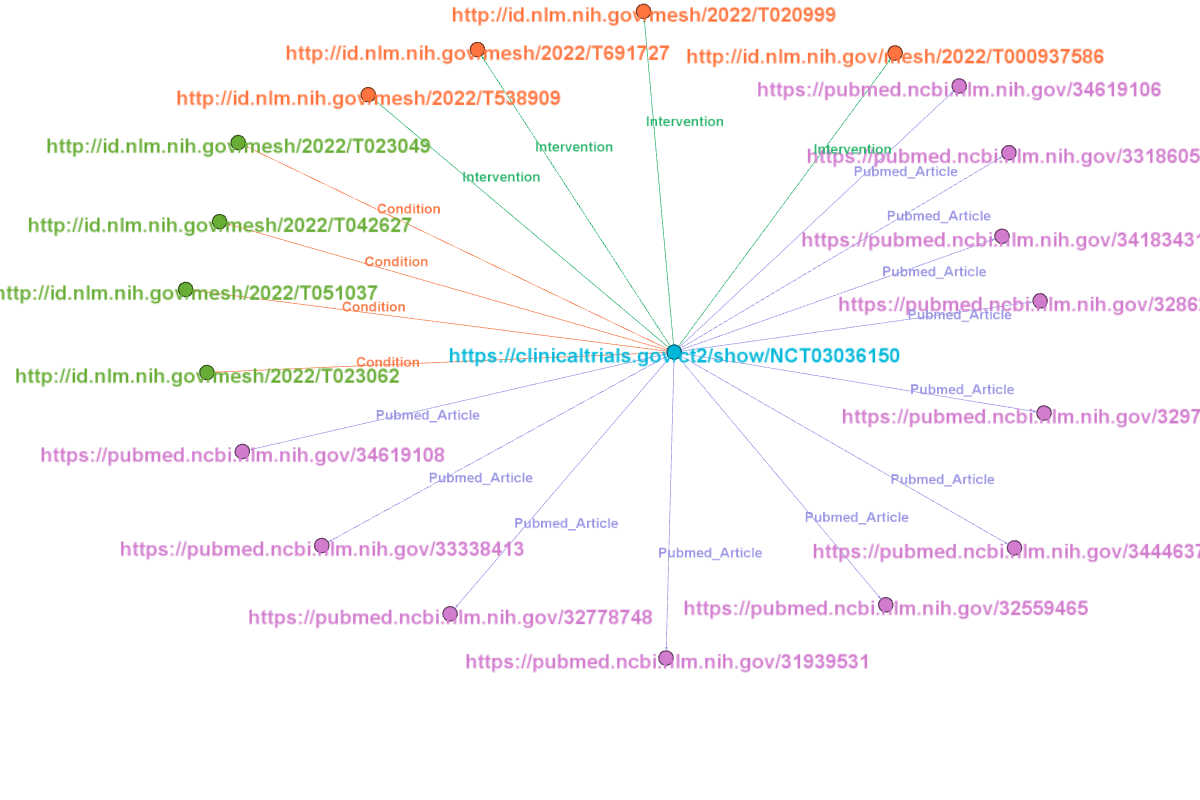 http://id.nlm.nih.gov/mesh/2022/T020999
http://id.nlm.nih.gov/mesh/2022/T691727
http://id.nlm.nih.gov/mesh/2022/T000937586
https://pubmed.ncbi.nlm.nih.gov/34619106
http://id.nlm.nih.gov/mesh/2022/T538909
Intervention
http://id.nlm.nih.gov/mesh/2022/T023049
Intervention
Intervention
https://pubmed.ncbi.nlm.nih.gov/3318605
Pubmed_Article
Intervention
Condition
Pubmed_Article
http://id.nlm.nih.gov/mesh/2022/T042627
https://pubmed.ncbi.nlm.nih.gov/34183431
Condition
Pubmed_Article
http://id.nlm.nih.gov/mesh/2022/T051037
Condition
https://pubmed.ncbi.nlm.nih.gov/3286
Pubmed_Article
https://clinicaltrials.gov/ct2/show/NCT03036150
Condition
http://id.nlm.nih.gov/mesh/2022/T023062
Pubmed_Article
Pubmed_Article
https://pubmed.ncbi.nlm.nih.gov/3297
https://pubmed.ncbi.nlm.nih.gov/34619108
Pubmed_Article
Pubmed_Article
Pubmed_Article
Pubmed_Article
https://pubmed.ncbi.nlm.nih.gov/33338413
Pubmed_Article
https://pubmed.ncbi.nlm.nih.gov/3444637
https://pubmed.ncbi.nlm.nih.gov/32778748
https://pubmed.ncbi.nlm.nih.gov/32559465
https://pubmed.ncbi.nlm.nih.gov/31939531